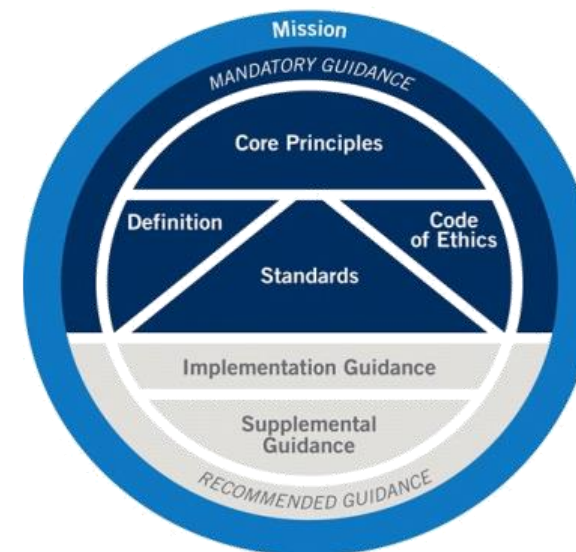 Mission
MANDATORY GUIDANCE
Core Principles
Definition
Code
of Ethics
Standards
Implementation Guidance
Supplemental
Guidance
RECOMMENDED GUIDANCE